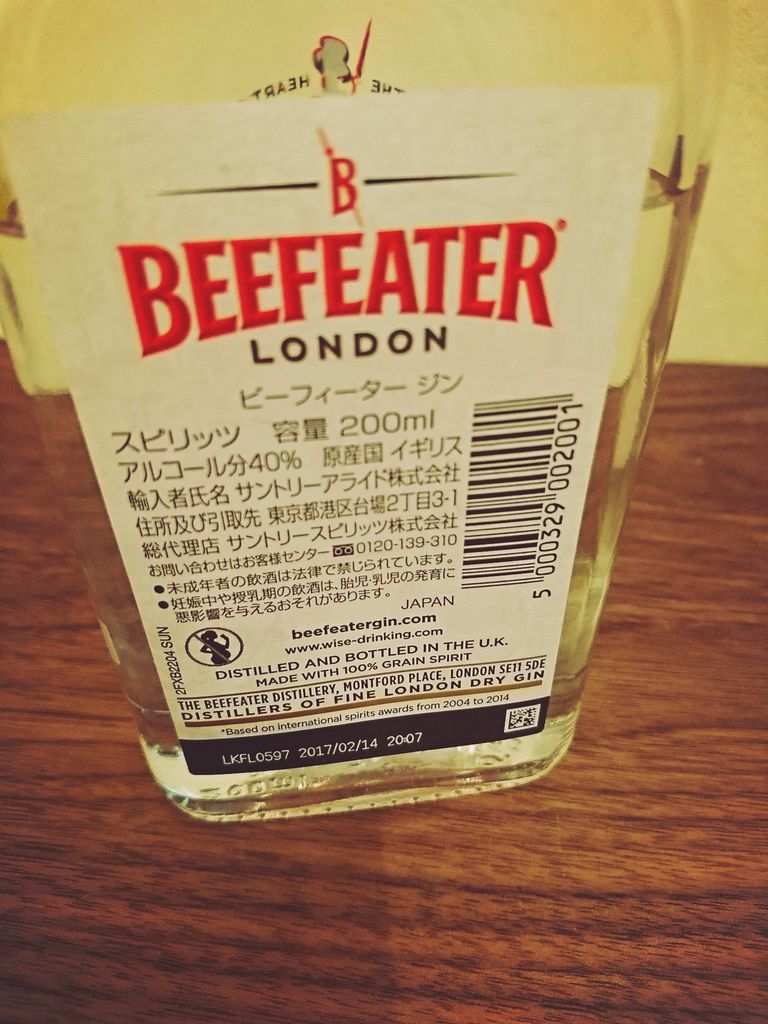 THE HEART
B
BEEFEATER
LONDON
ビーフィーター ジン
スピリッツ 容量 200ml
アルコール分40% 原産国 イギリス
輸入者氏名 サントリーアライド株式会社
住所及び引取先 東京都港区台場2丁目3-1
総代理店 サントリースピリッツ株式会社
お問い合わせはお客様センター 0120-139-310
●未成年者の飲酒は法律で禁じられています。
●妊娠中や授乳期の飲酒は、胎児・乳児の発育に
悪影響を与えるおそれがあります。
JAPAN
5 000329 002001
2FXB2204 SUN
beefeatergin.com
www.wise-drinking.com
DISTILLED AND BOTTLED IN THE U.K.
MADE WITH 100% GRAIN SPIRIT
THE BEEFEATER DISTILLERY, MONTFORD PLACE, LONDON SE11 5DE
DISTILLERS OF FINE LONDON DRY GIN
*Based on international spirits awards from 2004 to 2014
LKFL0597 2017/02/14 20:07